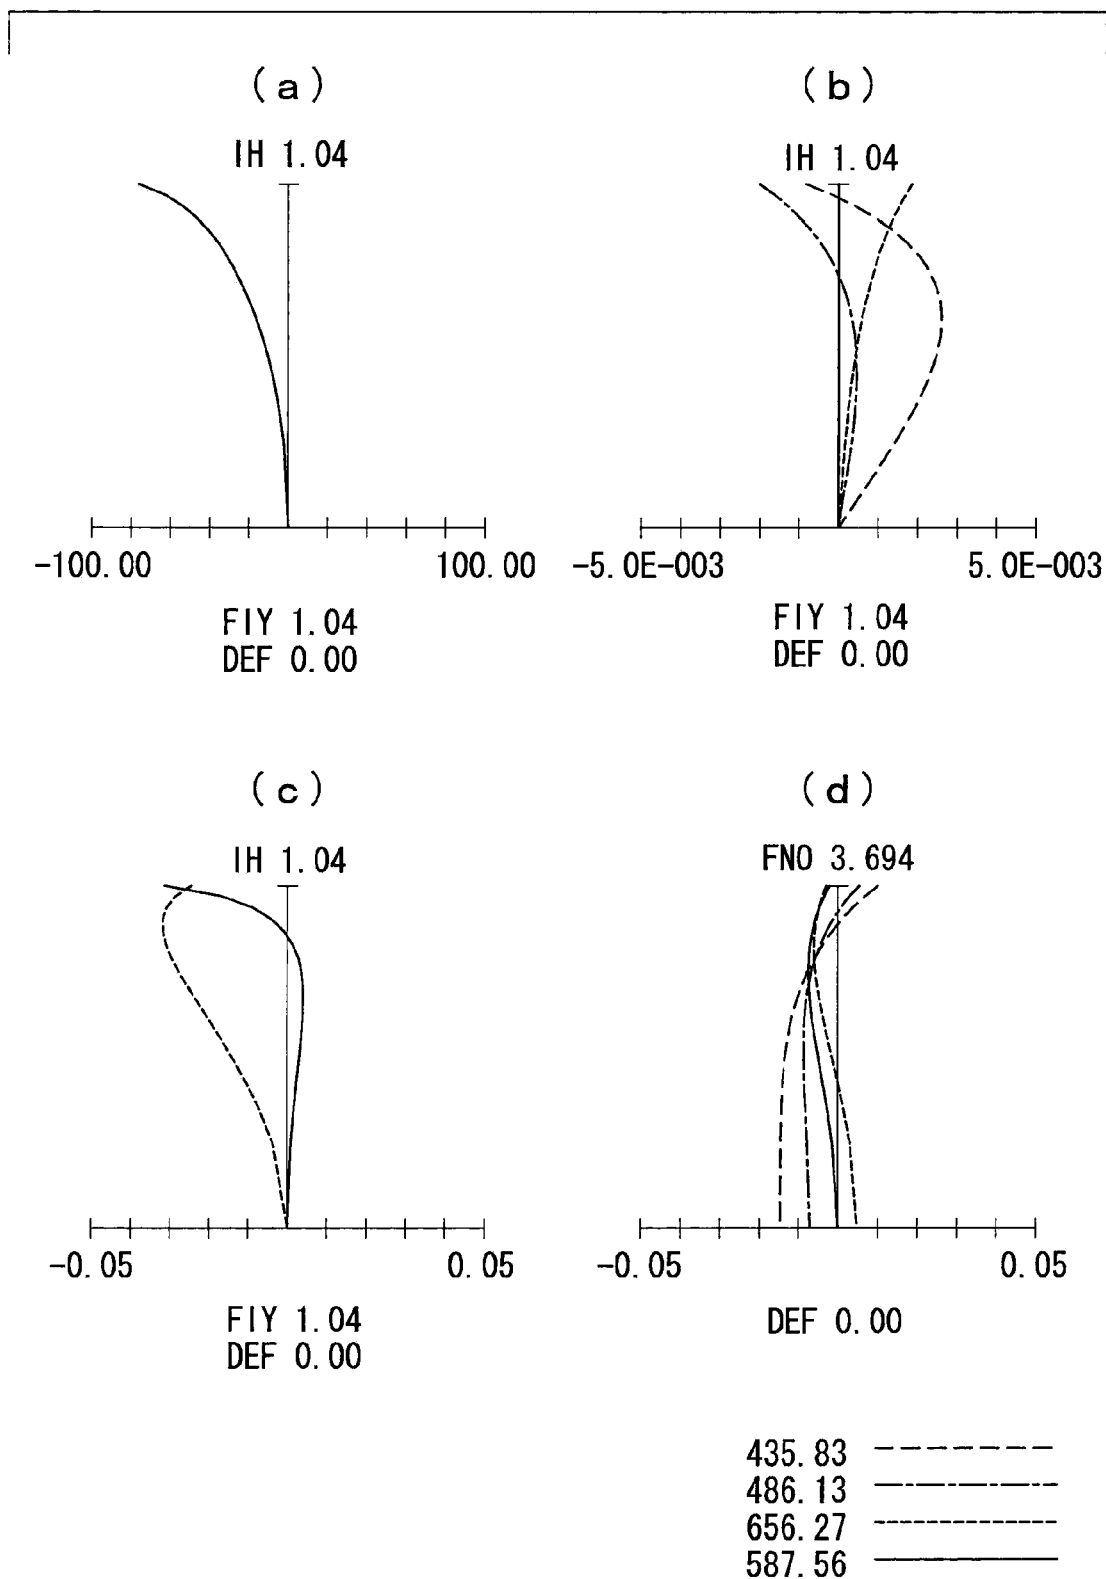 (a)
IH 1.04
-100.00 100.00
FIY 1.04
DEF 0.00
(b)
IH 1.04
-5.0E-003 5.0E-003
FIY 1.04
DEF 0.00
(c)
IH 1.04
-0.05 0.05
FIY 1.04
DEF 0.00
(d)
FNO 3.694
-0.05 0.05
DEF 0.00
435.83
486.13
656.27
587.56